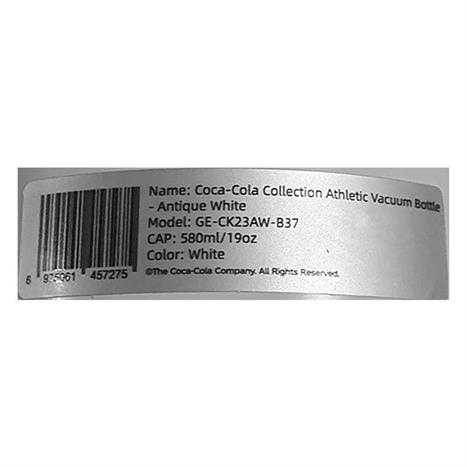 Name: Coca-Cola Collection Athletic Vacuum Bottle
- Antique White
Model: GE-CK23AW-B37
CAP: 580ml/19oz
Color: White
©The Coca-Cola Company. All Rights Reserved.
6 975061 457275